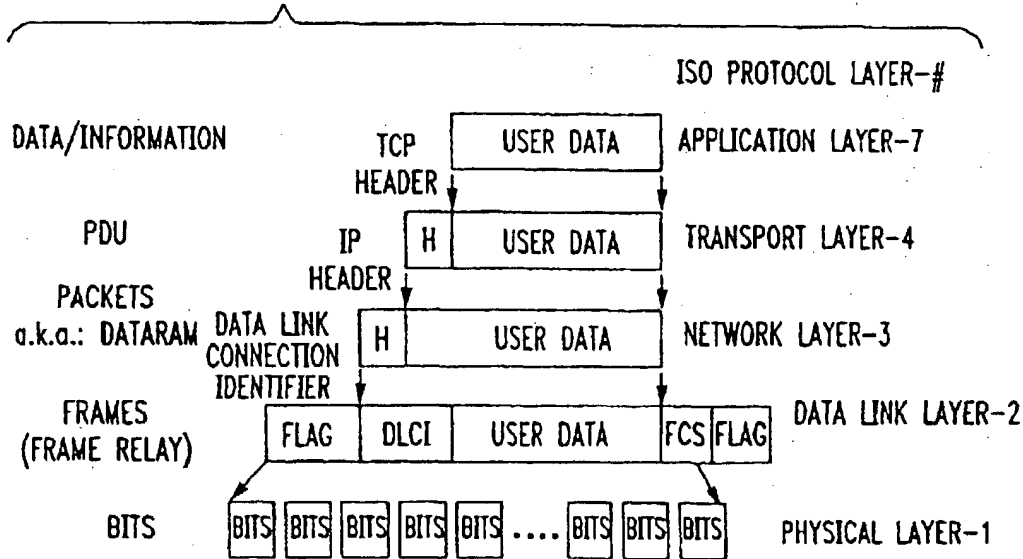 ISO PROTOCOL LAYER-#
DATA/INFORMATION
TCP HEADER
USER DATA
APPLICATION LAYER-7
PDU
IP HEADER
H
USER DATA
TRANSPORT LAYER-4
PACKETS
a.k.a.: DATARAM
DATA LINK
CONNECTION
IDENTIFIER
H
USER DATA
NETWORK LAYER-3
FRAMES
(FRAME RELAY)
FLAG
DLCI
USER DATA
FCS
FLAG
DATA LINK LAYER-2
BITS
BITS BITS BITS BITS BITS .... BITS BITS BITS
PHYSICAL LAYER-1